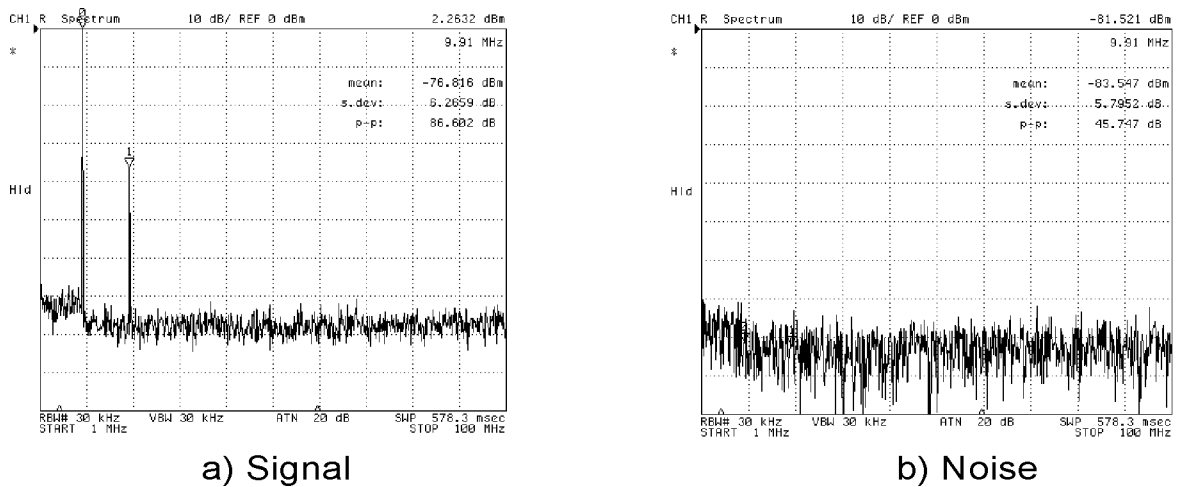 CH1 R Spectrum 10 dB/ REF 0 dBm 2.2632 dBm
0
9.91 MHz
*
mean: -76.816 dBm
s.dev: 6.2659 dB
p-p: 86.602 dB
1
Hld
RBW# 30 kHz VBW 30 kHz ATN 20 dB SWP 578.3 msec
START 1 MHz STOP 100 MHz
a) Signal
CH1 R Spectrum 10 dB/ REF 0 dBm -81.521 dBm
9.91 MHz
*
mean: -83.547 dBm
s.dev: 5.7952 dB
p-p: 45.747 dB
Hld
RBW# 30 kHz VBW 30 kHz ATN 20 dB SWP 578.3 msec
START 1 MHz STOP 100 MHz
b) Noise